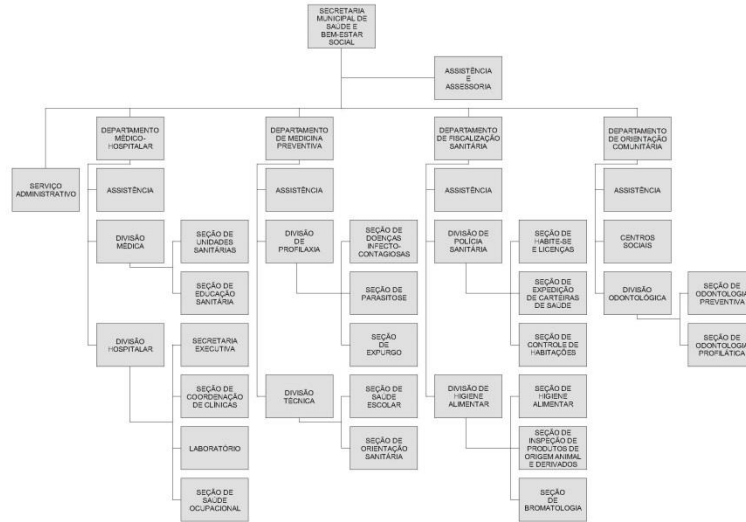 SECRETARIA
MUNICIPAL DE
SAÚDE E
BEM-ESTAR
SOCIAL
ASSISTÊNCIA
E
ASSESSORIA
SERVIÇO
ADMINISTRATIVO
DEPARTAMENTO
MÉDICO-
HOSPITALAR
ASSISTÊNCIA
DIVISÃO
MÉDICA
SEÇÃO DE
UNIDADES
SANITÁRIAS
SEÇÃO DE
EDUCAÇÃO
SANITÁRIA
DIVISÃO
HOSPITALAR
SECRETARIA
EXECUTIVA
SEÇÃO DE
COORDENAÇÃO
DE CLÍNICAS
LABORATÓRIO
SEÇÃO DE
SAÚDE
OCUPACIONAL
DEPARTAMENTO
DE MEDICINA
PREVENTIVA
ASSISTÊNCIA
DIVISÃO
DE
PROFILAXIA
SEÇÃO DE
DOENÇAS
INFECTO-
CONTAGIOSAS
SEÇÃO DE
PARASITOSE
SEÇÃO
DE
EXPURGO
DIVISÃO
TÉCNICA
SEÇÃO DE
SAÚDE
ESCOLAR
SEÇÃO DE
ORIENTAÇÃO
SANITÁRIA
DEPARTAMENTO
DE FISCALIZAÇÃO
SANITÁRIA
ASSISTÊNCIA
DIVISÃO DE
POLÍCIA
SANITÁRIA
SEÇÃO DE
HABITE-SE
E LICENÇAS
SEÇÃO DE
EXPEDIÇÃO
DE CARTEIRAS
DE SAÚDE
SEÇÃO DE
CONTROLE DE
HABITAÇÕES
DIVISÃO DE
HIGIENE
ALIMENTAR
SEÇÃO DE
HIGIENE
ALIMENTAR
SEÇÃO DE
INSPEÇÃO DE
PRODUTOS DE
ORIGEM ANIMAL
E DERIVADOS
SEÇÃO
DE
BROMATOLOGIA
DEPARTAMENTO
DE ORIENTAÇÃO
COMUNITÁRIA
ASSISTÊNCIA
CENTROS
SOCIAIS
DIVISÃO
ODONTOLÓGICA
SEÇÃO DE
ODONTOLOGIA
PREVENTIVA
SEÇÃO DE
ODONTOLOGIA
PROFILÁTICA